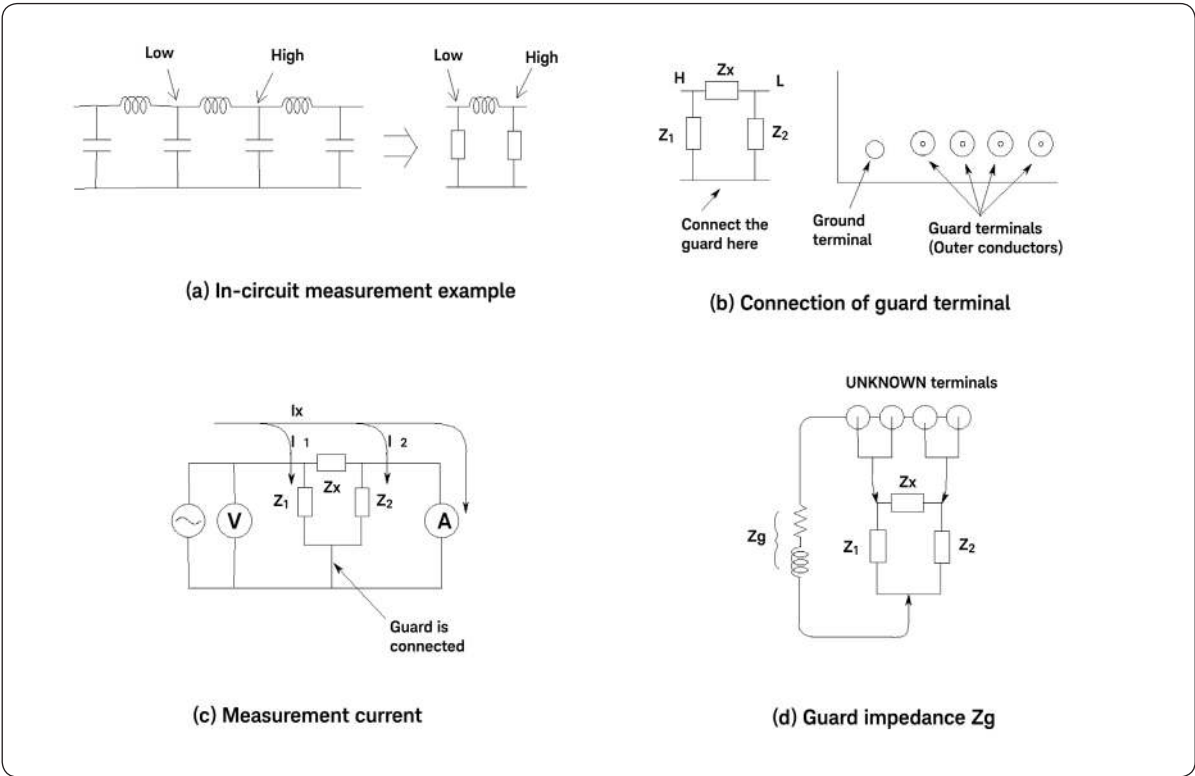 Low
High
Low
High
(a) In-circuit measurement example
H
Zx
L
Z1
Z2
Connect the
guard here
Ground
terminal
Guard terminals
(Outer conductors)
(b) Connection of guard terminal
Ix
I 1
I 2
V
Z1
Zx
Z2
A
Guard is
connected
(c) Measurement current
UNKNOWN terminals
Zx
Zg
Z1
Z2
(d) Guard impedance Zg